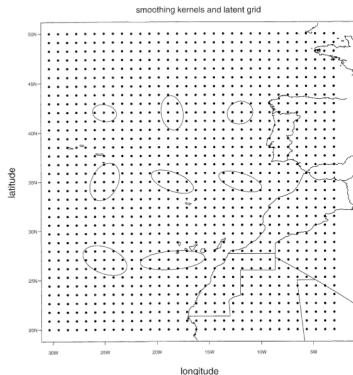 smoothing kernels and latent grid
50N
45N
40N
35N
30N
25N
20N
latitude
30W
25W
20W
15W
10W
5W
longitude